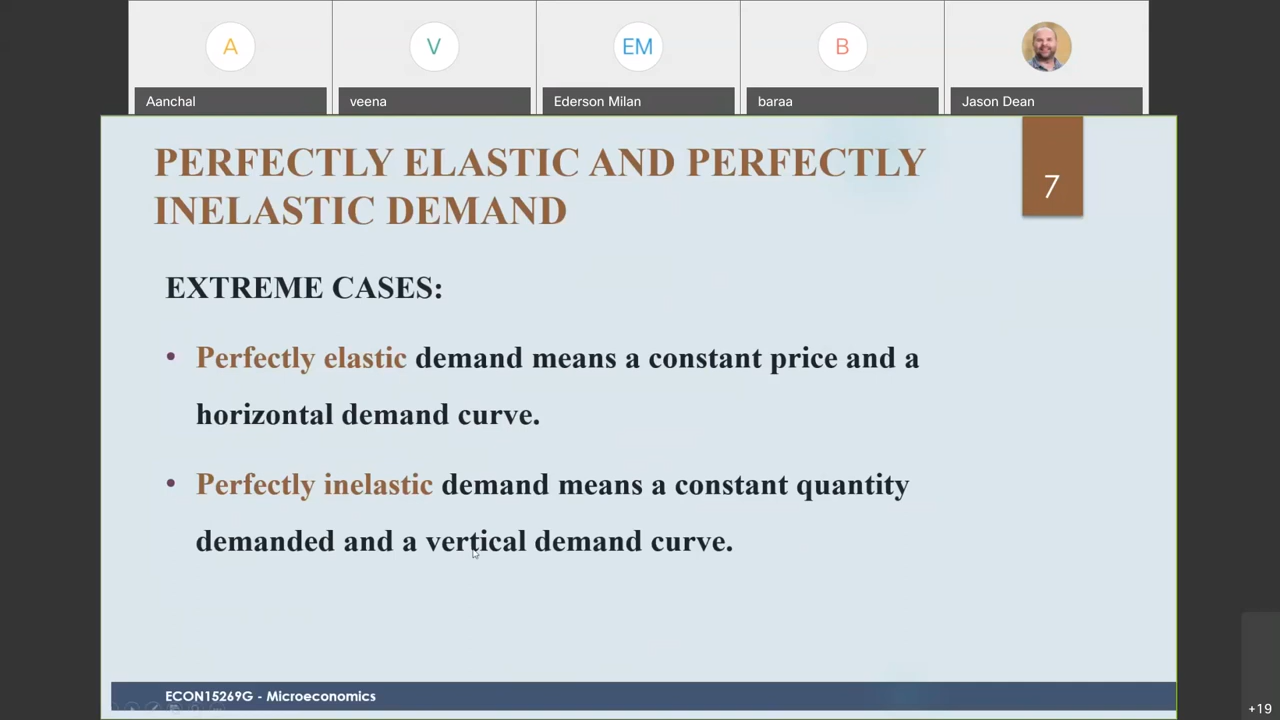 A
V
EM
B
Aanchal
veena
Ederson Milan
baraa
Jason Dean
PERFECTLY ELASTIC AND PERFECTLY
INELASTIC DEMAND
7
EXTREME CASES:
• Perfectly elastic demand means a constant price and a
horizontal demand curve.
• Perfectly inelastic demand means a constant quantity
demanded and a vertical demand curve.
ECON15269G - Microeconomics
+19